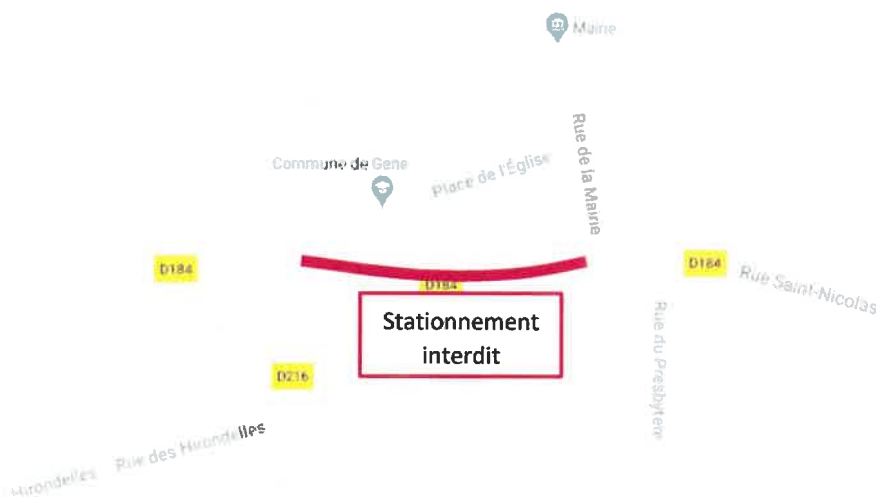 Mairie
Rue de la Mairie
Commune de Gene
Place de l'Église
D184
D184
D184
Rue Saint-Nicolas
Stationnement
interdit
Rue du Presbytere
D216
Rue des Hirondelles
Hirondelles